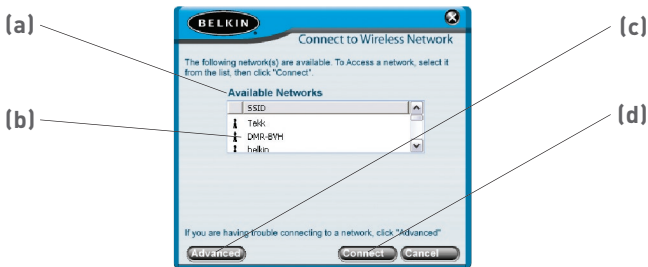 BELKIN
Connect to Wireless Network
(a)
(c)
The following network(s) are available. To Access a network, select it
from the list, then click "Connect".
Available Networks
SSID
(b)
Tekk
DMR-BVH
belkin
(d)
If you are having trouble connecting to a network, click "Advanced"
Advanced
Connect
Cancel